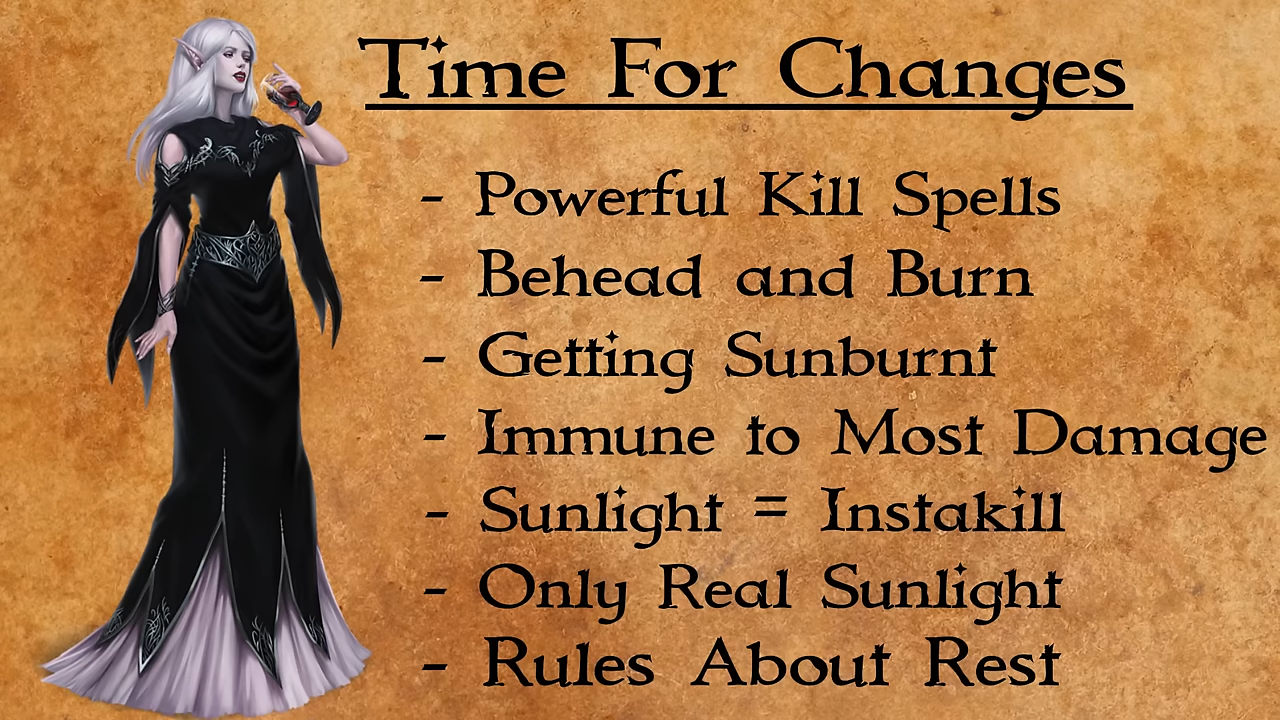 Time For Changes
- Powerful Kill Spells
- Behead and Burn
- Getting Sunburnt
- Immune to Most Damage
- Sunlight = Instakill
- Only Real Sunlight
- Rules About Rest